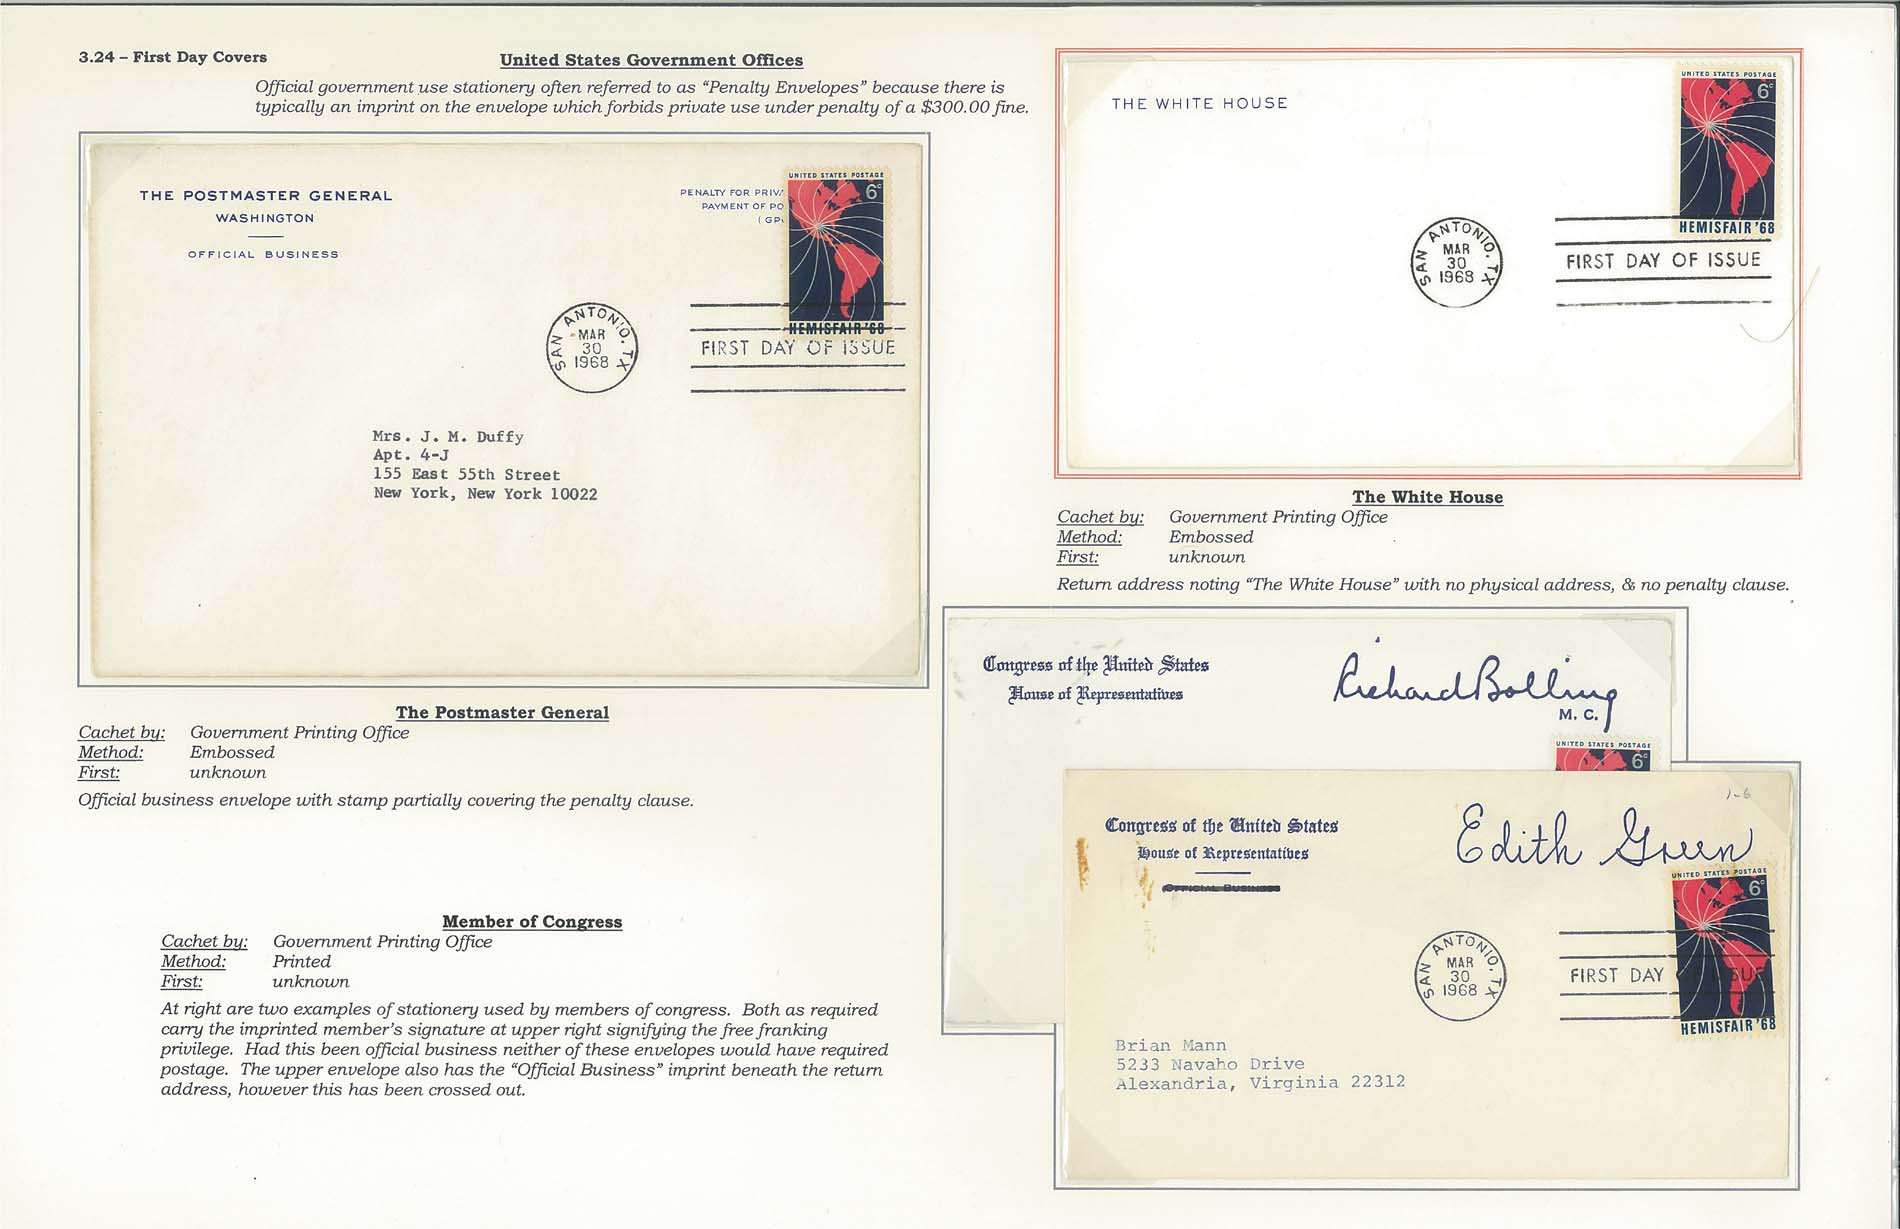 3.24 – First Day Covers
United States Government Offices
Official government use stationery often referred to as “Penalty Envelopes” because there is
typically an imprint on the envelope which forbids private use under penalty of a $300.00 fine.
THE POSTMASTER GENERAL
WASHINGTON
OFFICIAL BUSINESS
PENALTY FOR PRIV
PAYMENT OF PO
(GP
UNITED STATES POSTAGE
6c
HEMISFAIR '68
SAN ANTONIO, TX
MAR
30
1968
FIRST DAY OF ISSUE
Mrs. J. M. Duffy
Apt. 4-J
155 East 55th Street
New York, New York 10022
The Postmaster General
Cachet by: Government Printing Office
Method: Embossed
First: unknown
Official business envelope with stamp partially covering the penalty clause.
Member of Congress
Cachet by: Government Printing Office
Method: Printed
First: unknown
At right are two examples of stationery used by members of congress. Both as required
carry the imprinted member’s signature at upper right signifying the free franking
privilege. Had this been official business neither of these envelopes would have required
postage. The upper envelope also has the “Official Business” imprint beneath the return
address, however this has been crossed out.
THE WHITE HOUSE
UNITED STATES POSTAGE
6c
HEMISFAIR '68
SAN ANTONIO, TX
MAR
30
1968
FIRST DAY OF ISSUE
The White House
Cachet by: Government Printing Office
Method: Embossed
First: unknown
Return address noting “The White House” with no physical address, & no penalty clause.
Congress of the United States
House of Representatives
Richard Bolling
M. C.
UNITED STATES POSTAGE
6c
1-6
Congress of the United States
House of Representatives
OFFICIAL BUSINESS
Edith Green
UNITED STATES POSTAGE
6c
HEMISFAIR '68
SAN ANTONIO, TX
MAR
30
1968
FIRST DAY OF ISSUE
Brian Mann
5233 Navaho Drive
Alexandria, Virginia 22312